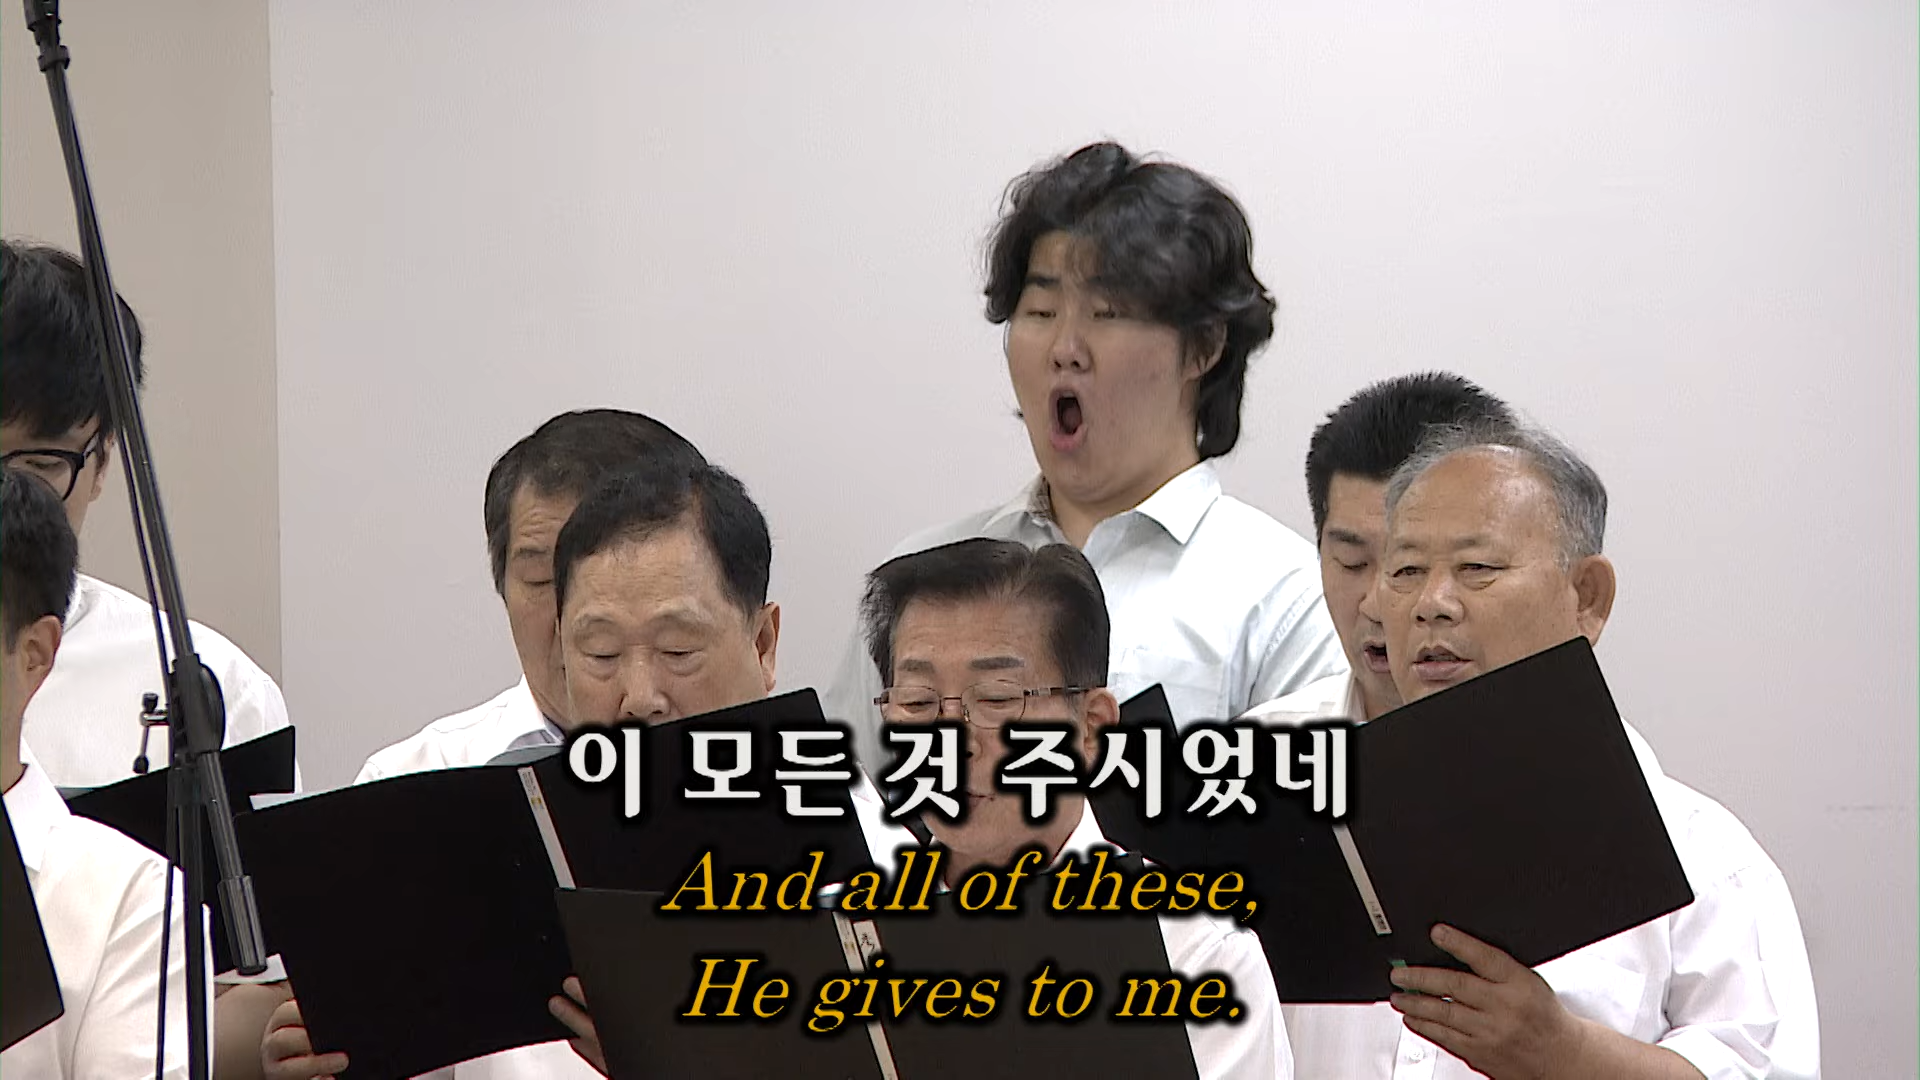 이 모든 것 주시었네
And all of these,
He gives to me.